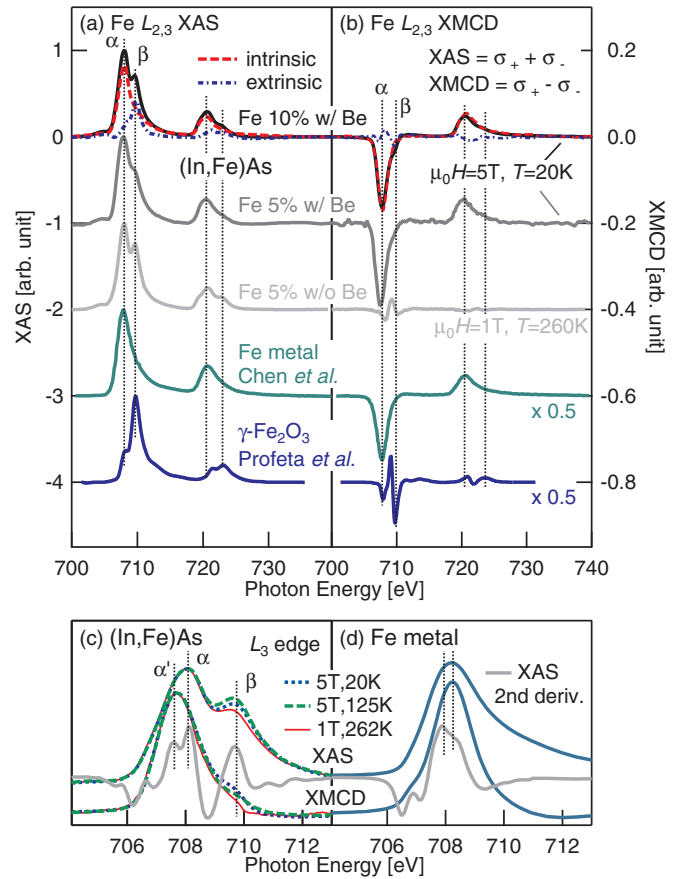 (a) Fe L2,3 XAS
(b) Fe L2,3 XMCD
α
β
intrinsic
extrinsic
Fe 10% w/ Be
(In,Fe)As
Fe 5% w/ Be
Fe 5% w/o Be
Fe metal
Chen et al.
γ-Fe2O3
Profeta et al.
α
β
XAS = σ+ + σ-
XMCD = σ+ - σ-
μ0H=5T, T=20K
μ0H=1T, T=260K
x 0.5
x 0.5
1
0
-1
-2
-3
-4
XAS [arb. unit]
0.2
0.0
-0.2
-0.4
-0.6
-0.8
XMCD [arb. unit]
700 710 720 730 700 710 720 730 740
Photon Energy [eV]
(c) (In,Fe)As
L3 edge
α'
α
β
5T,20K
5T,125K
1T,262K
XAS
XMCD
(d) Fe metal
XAS
2nd deriv.
706 708 710 712 706 708 710 712
Photon Energy [eV]